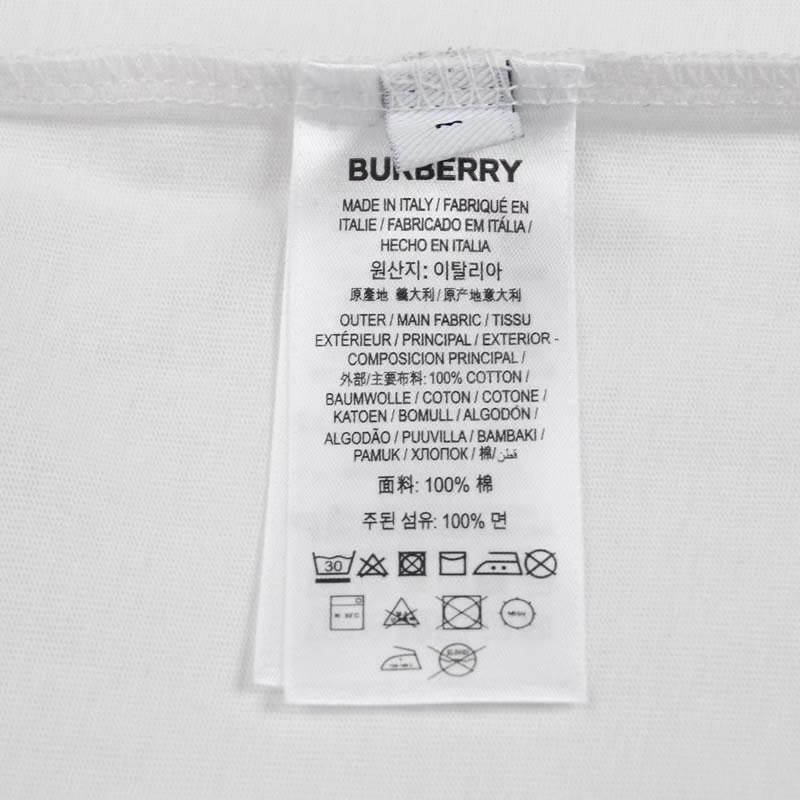 BURBERRY
MADE IN ITALY / FABRIQUÉ EN
ITALIE / FABRICADO EM ITÁLIA /
HECHO EN ITALIA
원산지: 이탈리아
原產地 義大利 / 原产地意大利
OUTER / MAIN FABRIC / TISSU
EXTÉRIEUR / PRINCIPAL / EXTERIOR -
COMPOSICION PRINCIPAL /
外部/主要布料: 100% COTTON /
BAUMWOLLE / COTON / COTONE /
KATOEN / BOMULL / ALGODÓN /
ALGODÃO / PUUVILLA / BAMBAKI /
PAMUK / ХЛОПОК / 棉/قطن
面料: 100% 棉
주된 섬유: 100% 면
30